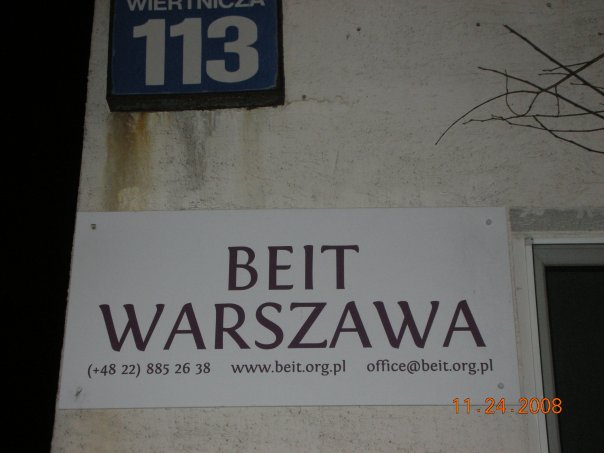 WIERTNICZA
113
BEIT
WARSZAWA
(+48 22) 885 26 38 www.beit.org.pl office@beit.org.pl
11.24.2008